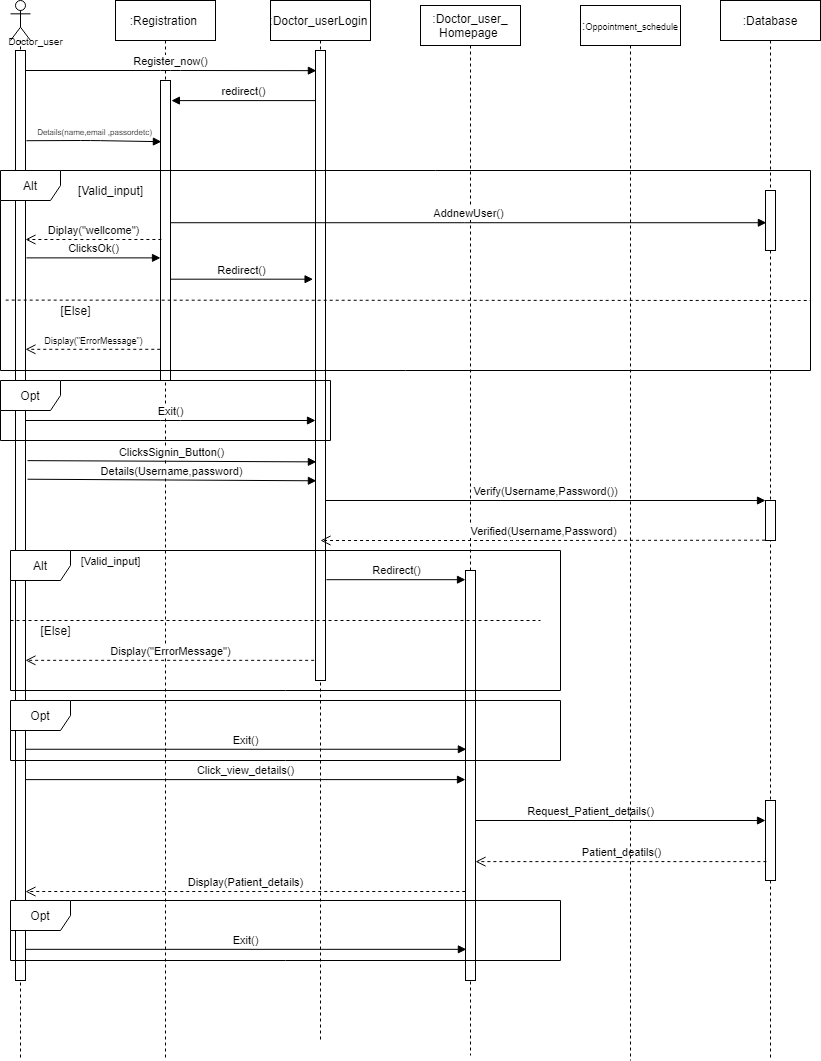 :Registration
:Doctor_userLogin
:Doctor_user_
Homepage
:Oppointment_schedule
:Database
Doctor_user
Register_now()
redirect()
Details(name,email ,passordetc)
Alt
[Valid_input]
AddnewUser()
Diplay("wellcome")
ClicksOk()
Redirect()
[Else]
Display("ErrorMessage")
Opt
Exit()
ClicksSignin_Button()
Details(Username,password)
Verify(Username,Password())
Verified(Username,Password)
Alt
[Valid_input]
Redirect()
[Else]
Display("ErrorMessage")
Opt
Exit()
Click_view_details()
Request_Patient_details()
Patient_deatils()
Display(Patient_details)
Opt
Exit()